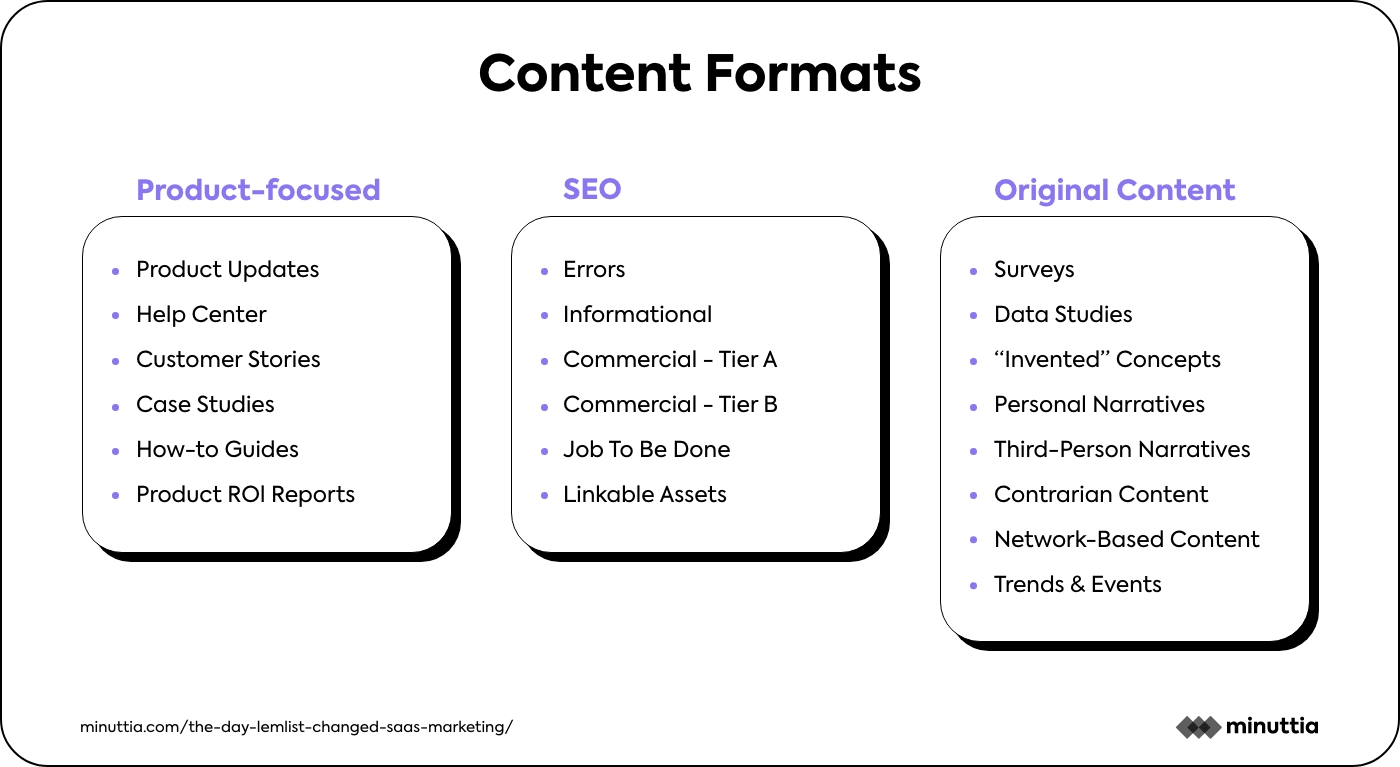 Content Formats
Product-focused
Product Updates
Help Center
Customer Stories
Case Studies
How-to Guides
Product ROI Reports
SEO
Errors
Informational
Commercial - Tier A
Commercial - Tier B
Job To Be Done
Linkable Assets
Original Content
Surveys
Data Studies
“Invented” Concepts
Personal Narratives
Third-Person Narratives
Contrarian Content
Network-Based Content
Trends & Events
minuttia.com/the-day-lemlist-changed-saas-marketing/
minuttia